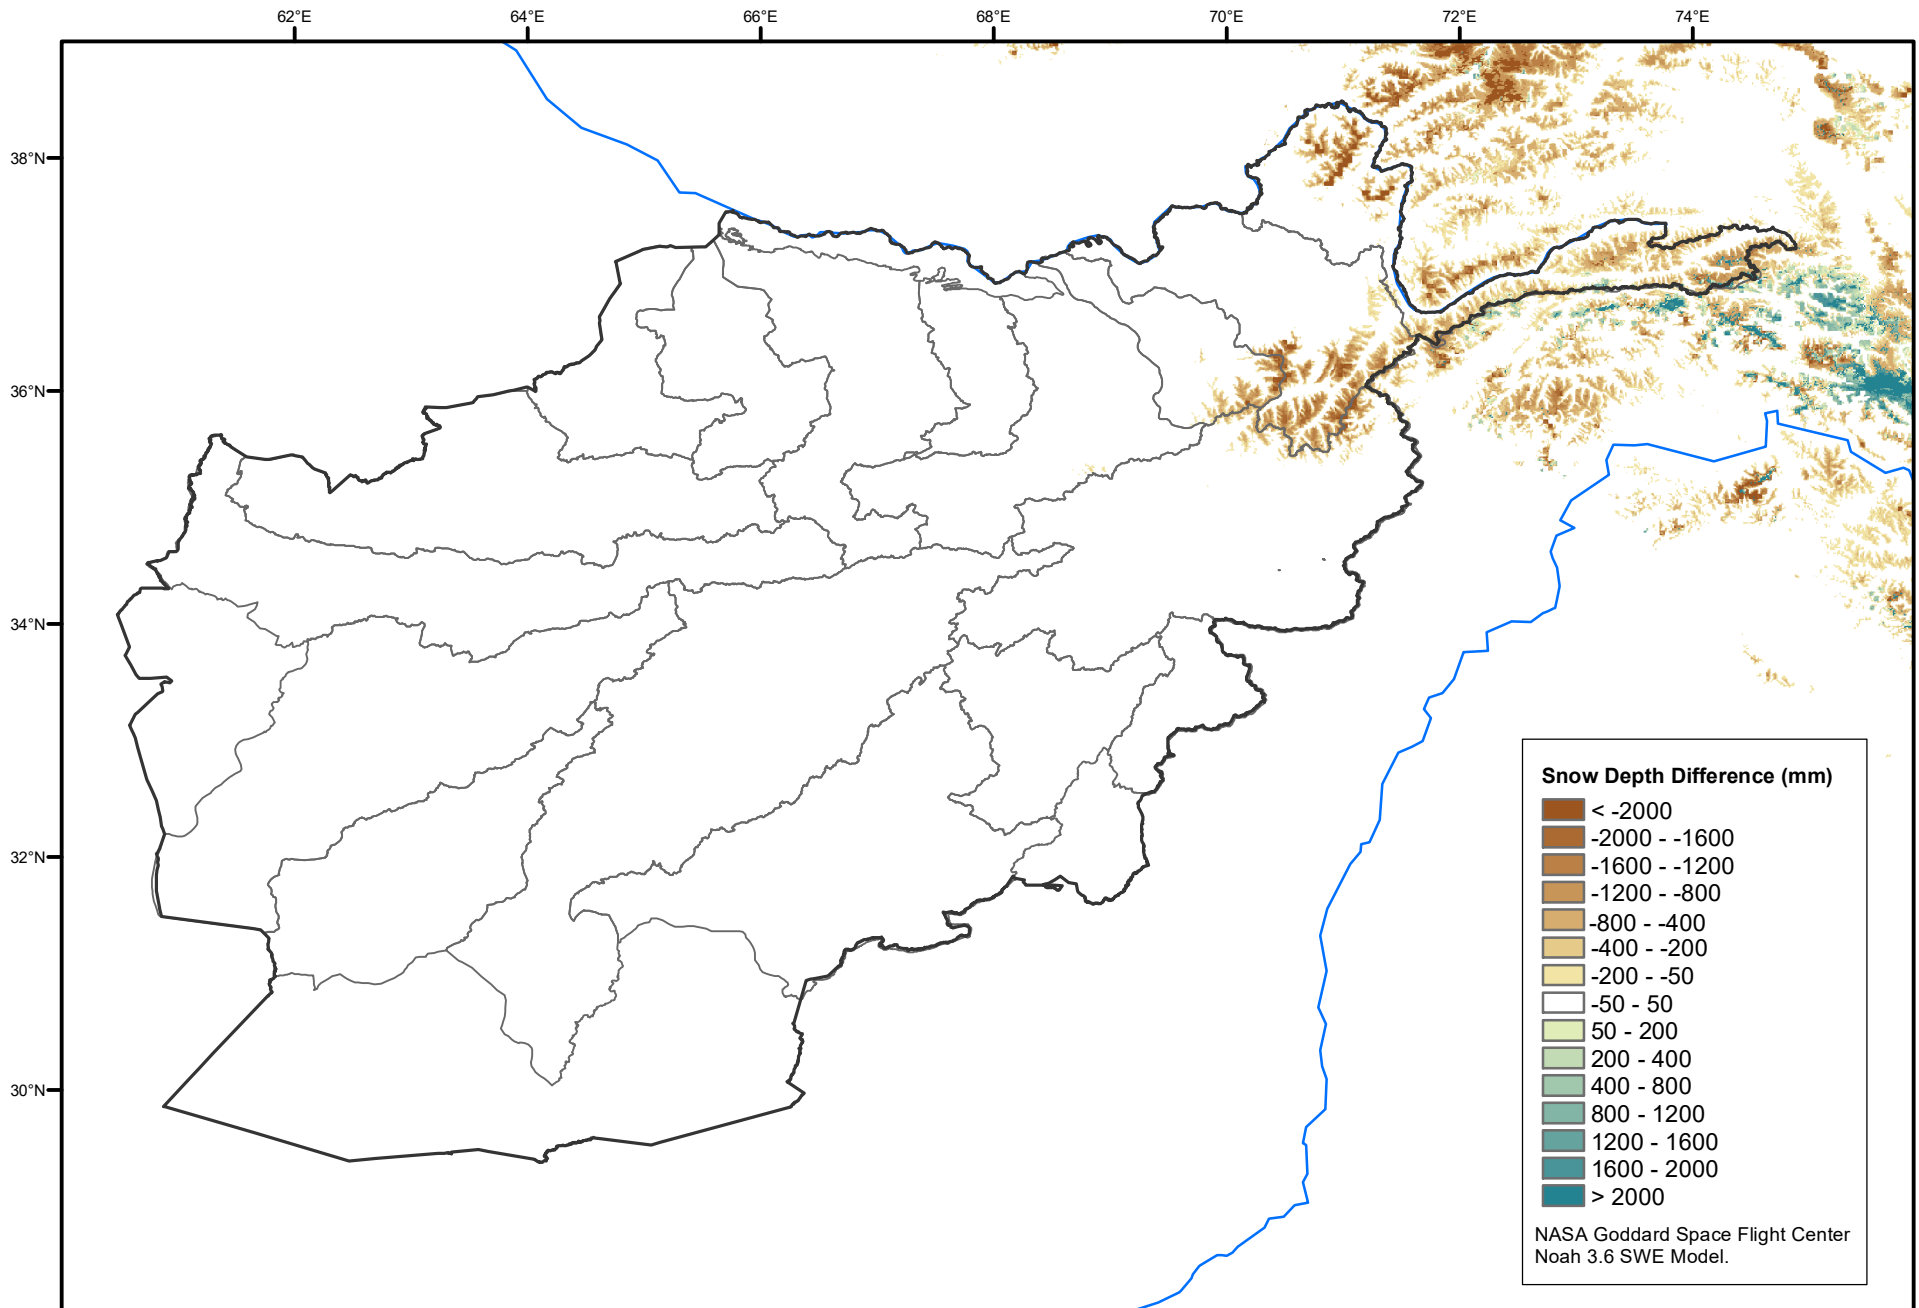 62°E 64°E 66°E 68°E 70°E 72°E 74°E
38°N
36°N
34°N
32°N
30°N
Snow Depth Difference (mm)
< -2000
-2000 - -1600
-1600 - -1200
-1200 - -800
-800 - -400
-400 - -200
-200 - -50
-50 - 50
50 - 200
200 - 400
400 - 800
800 - 1200
1200 - 1600
1600 - 2000
> 2000
NASA Goddard Space Flight Center
Noah 3.6 SWE Model.